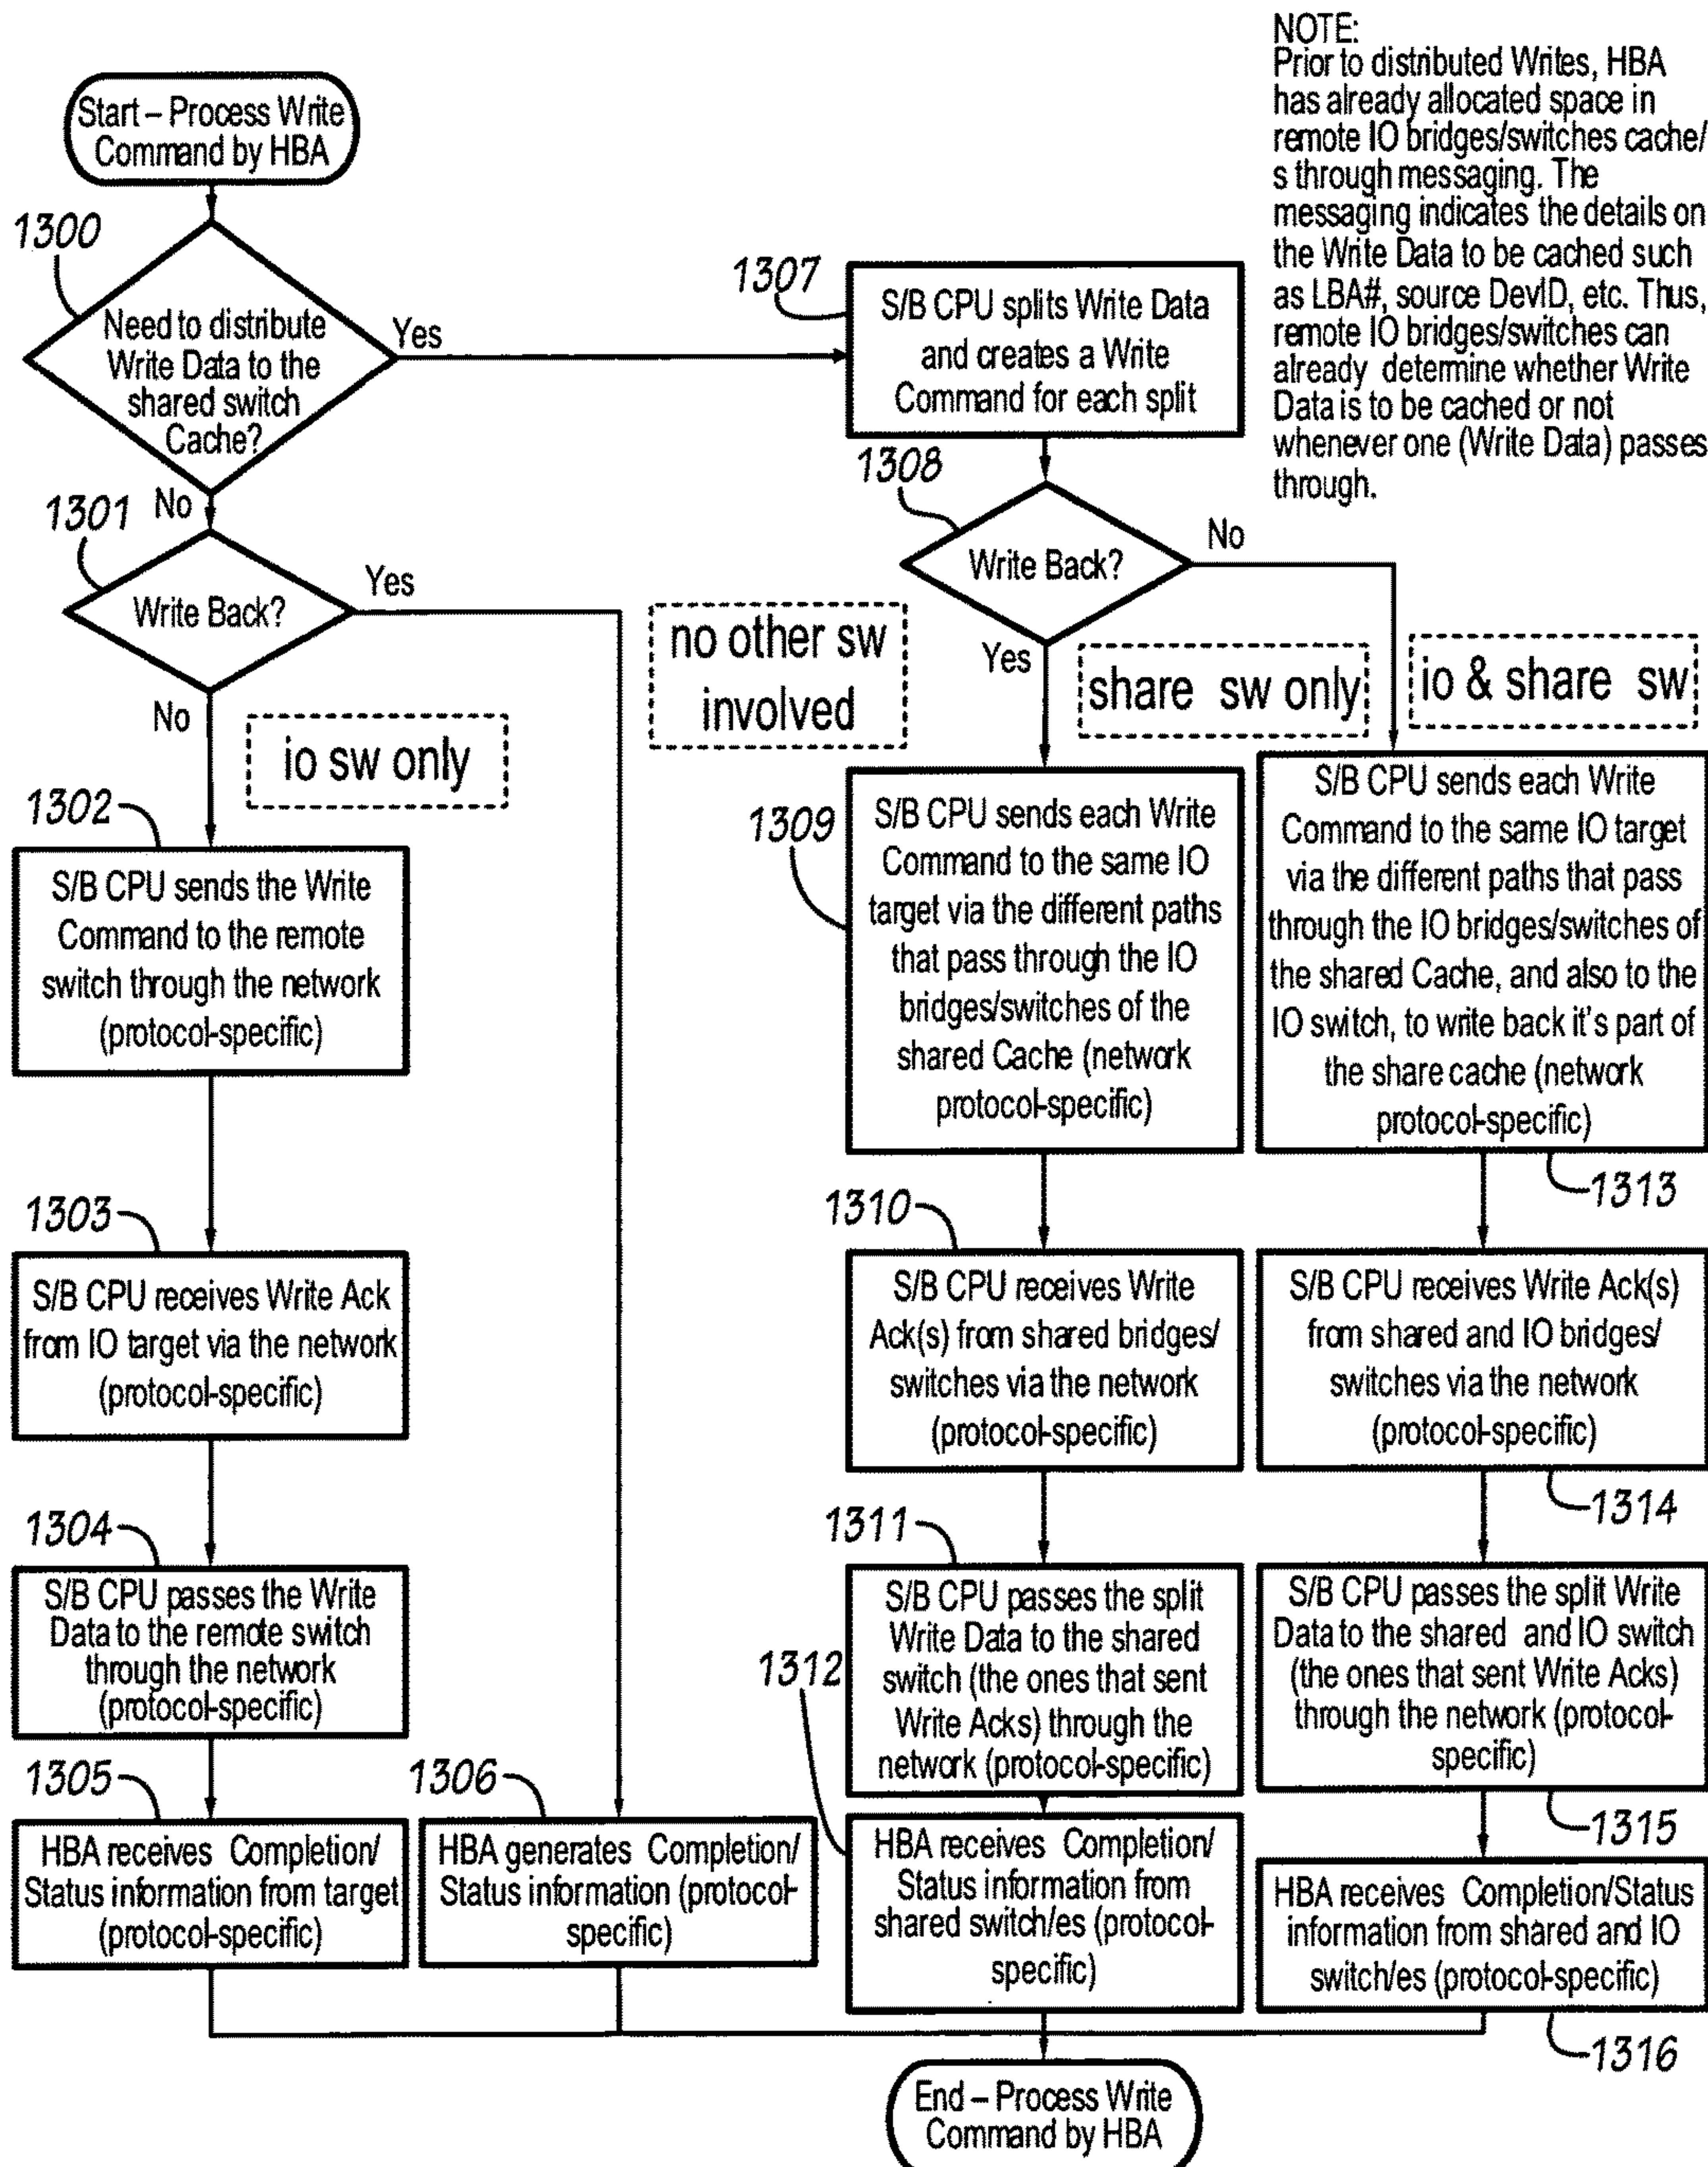 NOTE:
Prior to distributed Writes, HBA
has already allocated space in
remote IO bridges/switches cache/
s through messaging. The
messaging indicates the details on
the Write Data to be cached such
as LBA#, source DevID, etc. Thus,
remote IO bridges/switches can
already determine whether Write
Data is to be cached or not
whenever one (Write Data) passes
through.
Start – Process Write
Command by HBA
1300
Need to distribute
Write Data to the
shared switch
Cache?
Yes
No
1301
Write Back?
Yes
No
io sw only
no other sw
involved
1302
S/B CPU sends the Write
Command to the remote
switch through the network
(protocol-specific)
1303
S/B CPU receives Write Ack
from IO target via the network
(protocol-specific)
1304
S/B CPU passes the Write
Data to the remote switch
through the network
(protocol-specific)
1305
HBA receives Completion/
Status information from target
(protocol-specific)
1306
HBA generates Completion/
Status information (protocol-
specific)
1307
S/B CPU splits Write Data
and creates a Write
Command for each split
1308
Write Back?
No
Yes
share sw only
io & share sw
1309
S/B CPU sends each Write
Command to the same IO
target via the different paths
that pass through the IO
bridges/switches of the
shared Cache (network
protocol-specific)
1310
S/B CPU receives Write
Ack(s) from shared bridges/
switches via the network
(protocol-specific)
1311
S/B CPU passes the split
Write Data to the shared
switch (the ones that sent
Write Acks) through the
network (protocol-specific)
1312
HBA receives Completion/
Status information from
shared switch/es (protocol-
specific)
S/B CPU sends each Write
Command to the same IO target
via the different paths that pass
through the IO bridges/switches of
the shared Cache, and also to the
IO switch, to write back it's part of
the share cache (network
protocol-specific)
1313
S/B CPU receives Write Ack(s)
from shared and IO bridges/
switches via the network
(protocol-specific)
1314
S/B CPU passes the split Write
Data to the shared and IO switch
(the ones that sent Write Acks)
through the network (protocol-
specific)
1315
HBA receives Completion/Status
information from shared and IO
switch/es (protocol-specific)
1316
End – Process Write
Command by HBA